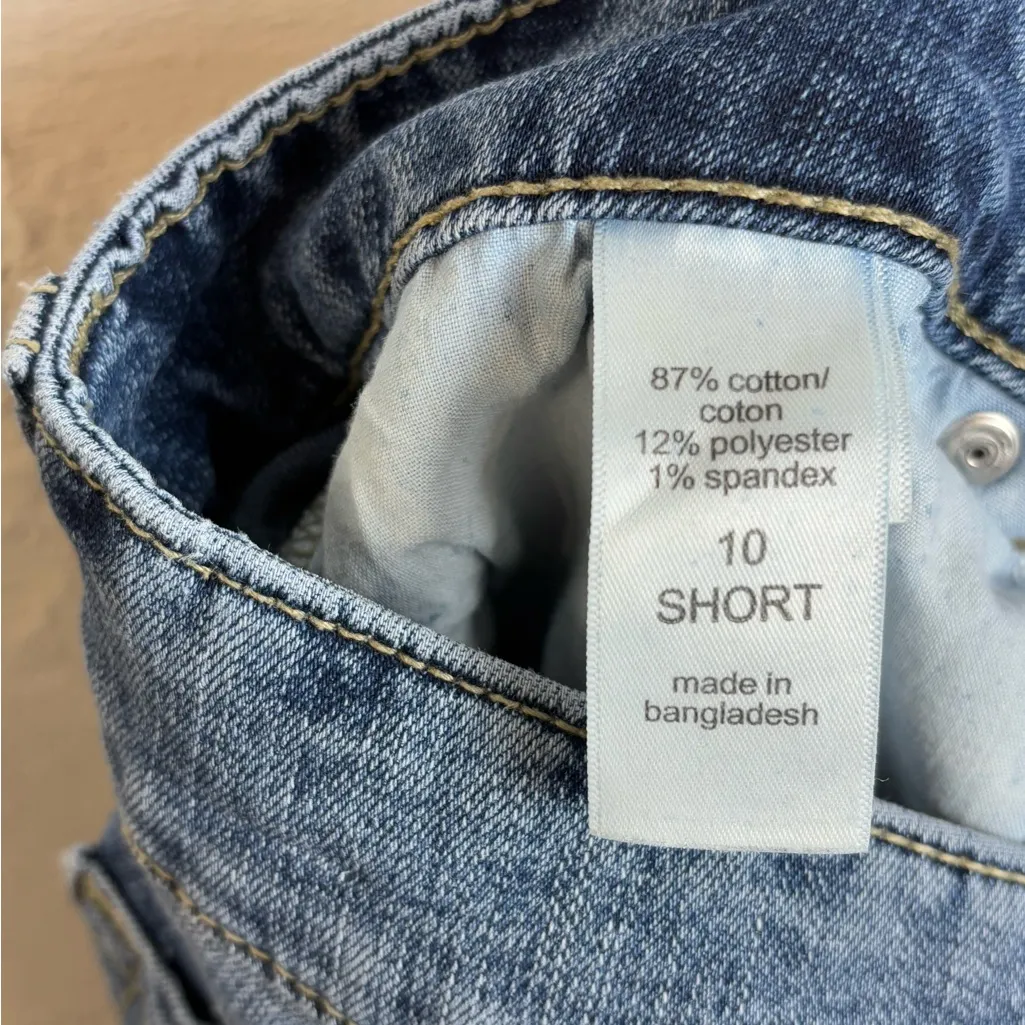 87% cotton/
coton
12% polyester
1% spandex
10
SHORT
made in
bangladesh